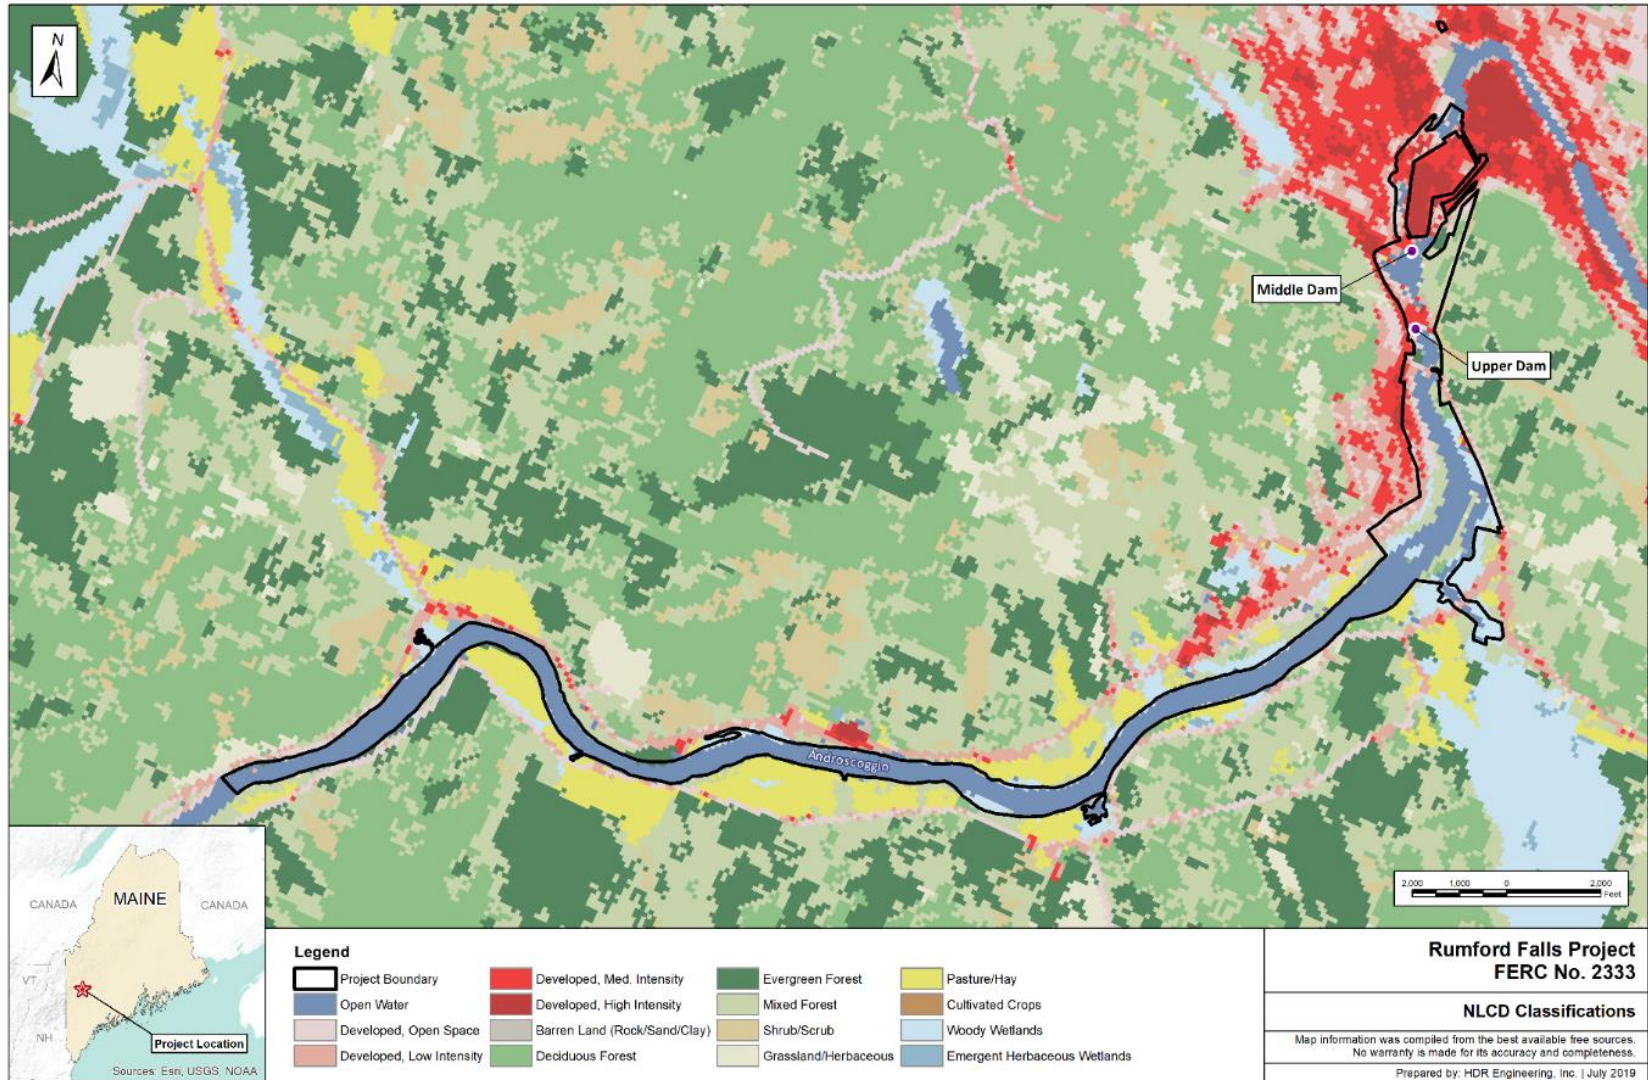 N
Middle Dam
Upper Dam
Androscoggin
2,000 1,000 0 2,000
Feet
CANADA
MAINE
CANADA
VT
NH
Project Location
Sources: Esri, USGS, NOAA
Legend
Project Boundary
Open Water
Developed, Open Space
Developed, Low Intensity
Developed, Med. Intensity
Developed, High Intensity
Barren Land (Rock/Sand/Clay)
Deciduous Forest
Evergreen Forest
Mixed Forest
Shrub/Scrub
Grassland/Herbaceous
Pasture/Hay
Cultivated Crops
Woody Wetlands
Emergent Herbaceous Wetlands
Rumford Falls Project
FERC No. 2333
NLCD Classifications
Map information was compiled from the best available free sources.
No warranty is made for its accuracy and completeness.
Prepared by: HDR Engineering, Inc. | July 2019